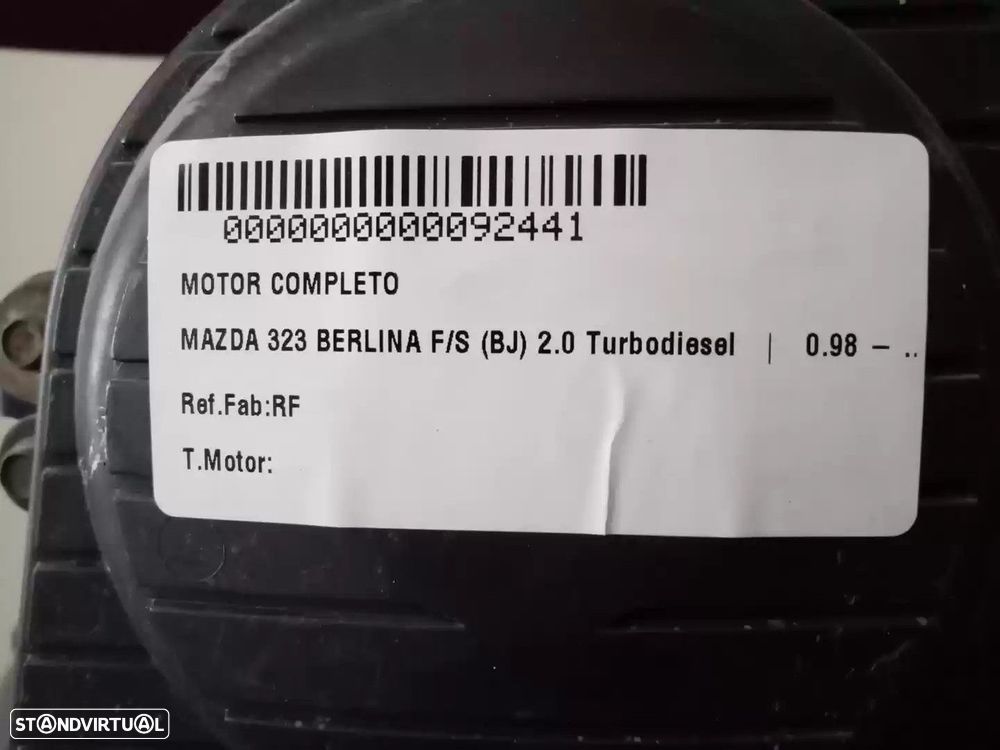 0000000000092441
MOTOR COMPLETO
MAZDA 323 BERLINA F/S (BJ) 2.0 Turbodiesel | 0.98 – ..
Ref.Fab:RF
T.Motor:
STANDVIRTUAL